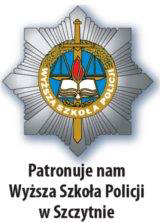 WYŻSZA SZKOŁA POLICJI
Patronuje nam
Wyższa Szkoła Policji
w Szczytnie